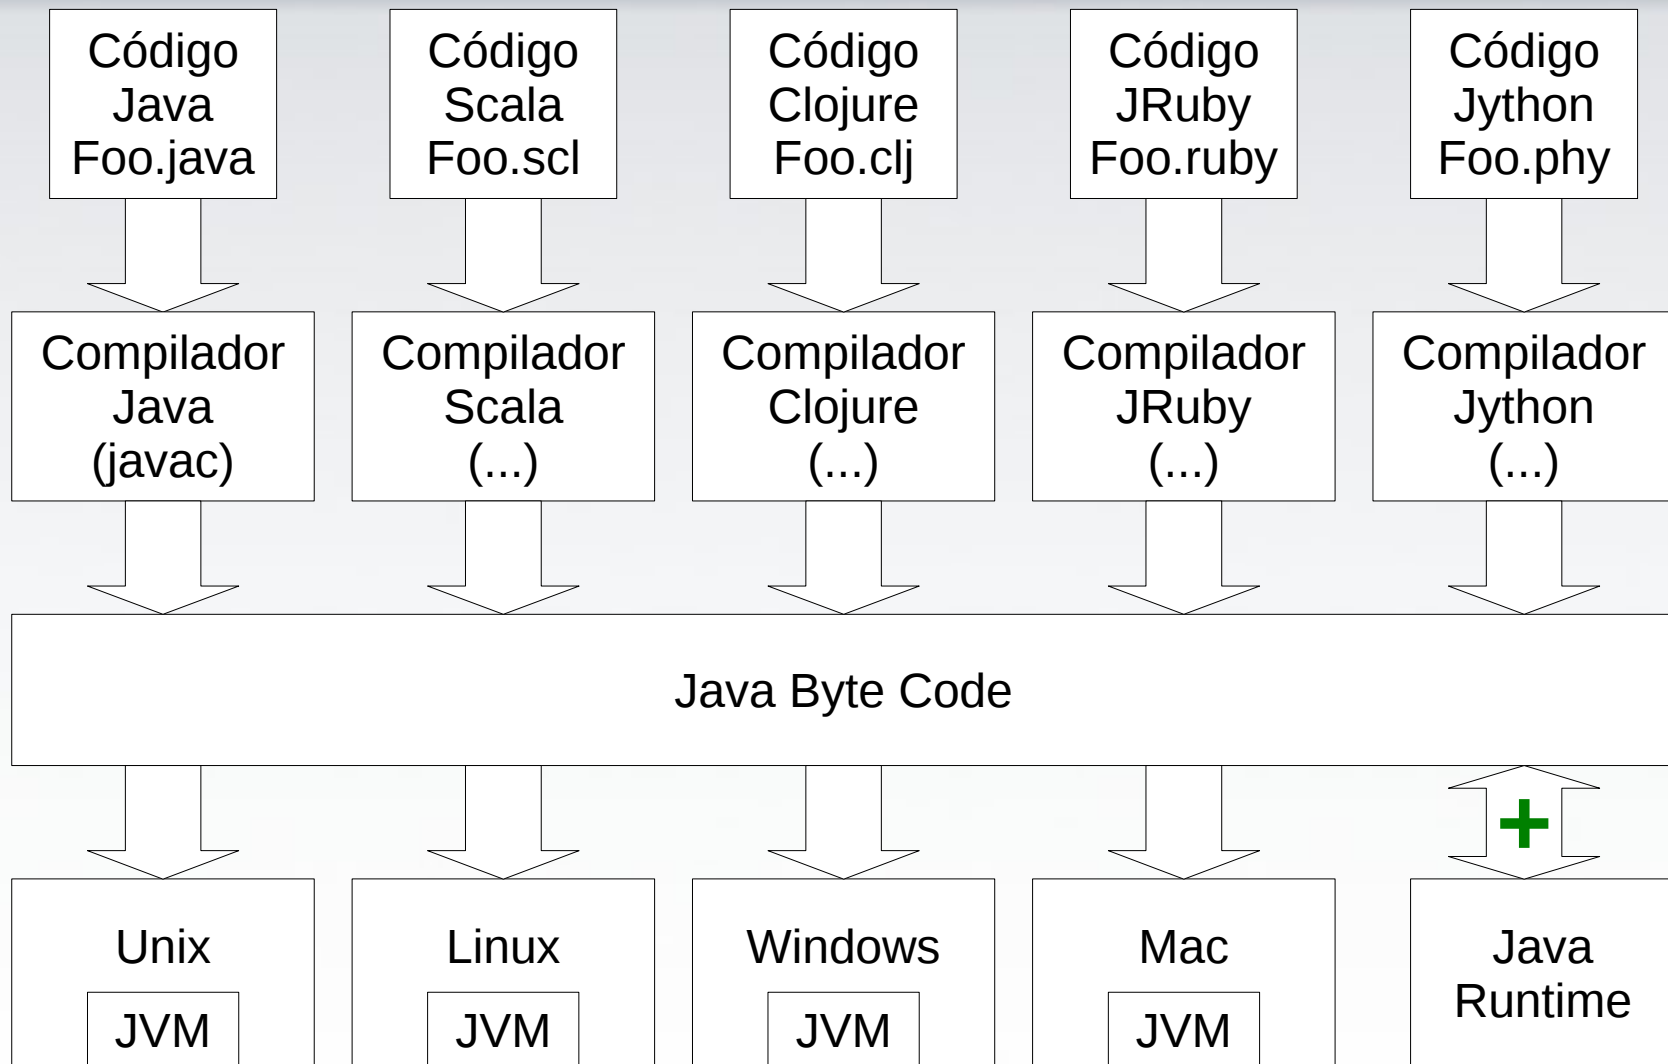 Código
Java
Foo.java
Código
Scala
Foo.scl
Código
Clojure
Foo.clj
Código
JRuby
Foo.ruby
Código
Jython
Foo.phy
Compilador
Java
(javac)
Compilador
Scala
(...)
Compilador
Clojure
(...)
Compilador
JRuby
(...)
Compilador
Jython
(...)
Java Byte Code
+
Unix
JVM
Linux
JVM
Windows
JVM
Mac
JVM
Java
Runtime